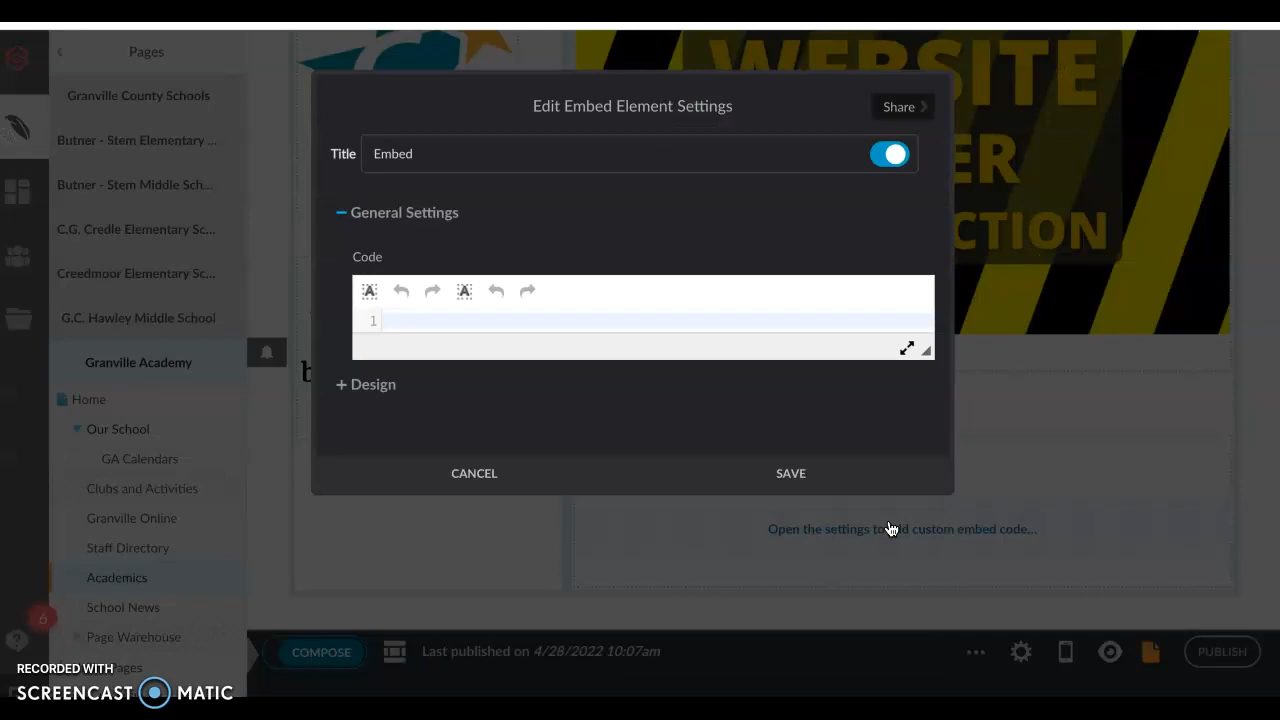 Pages
Granville County Schools
Butner - Stem Elementary ...
Butner - Stem Middle Sch...
C.G. Credle Elementary Sc...
Creedmoor Elementary Sc...
G.C. Hawley Middle School
Granville Academy
Home
Our School
GA Calendars
Clubs and Activities
Granville Online
Staff Directory
Academics
School News
Page Warehouse
ages
6
RECORDED WITH
SCREENCAST MATIC
WEBSITE
ER
CTION
b
Edit Embed Element Settings
Share
Title Embed
General Settings
Code
1
Design
CANCEL SAVE
Open the settings to custom embed code...
COMPOSE Last published on 4/28/2022 10:07am PUBLISH